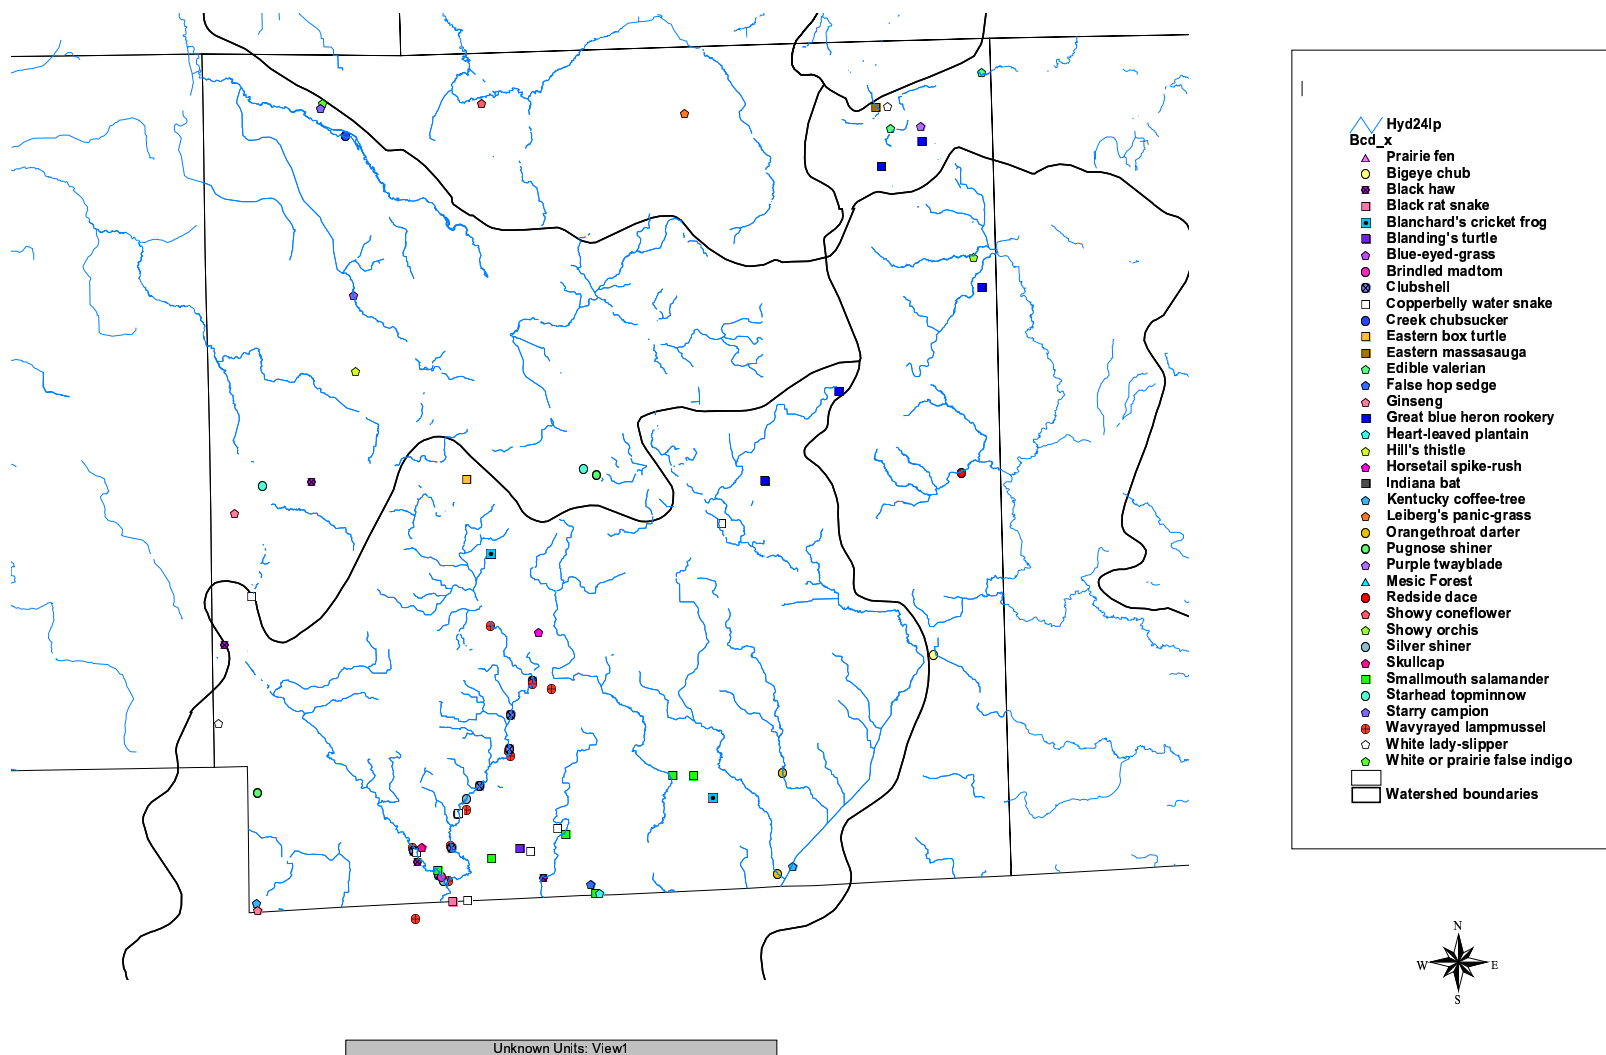 Hyd24lp
Bcd_x
Prairie fen
Bigeye chub
Black haw
Black rat snake
Blanchard's cricket frog
Blanding's turtle
Blue-eyed-grass
Brindled madtom
Clubshell
Copperbelly water snake
Creek chubsucker
Eastern box turtle
Eastern massasauga
Edible valerian
False hop sedge
Ginseng
Great blue heron rookery
Heart-leaved plantain
Hill's thistle
Horsetail spike-rush
Indiana bat
Kentucky coffee-tree
Leiberg's panic-grass
Orangethroat darter
Pugnose shiner
Purple twayblade
Mesic Forest
Redside dace
Showy coneflower
Showy orchis
Silver shiner
Skullcap
Smallmouth salamander
Starhead topminnow
Starry campion
Wavyrayed lampmussel
White lady-slipper
White or prairie false indigo
Watershed boundaries
N
W E
S
Unknown Units: View1